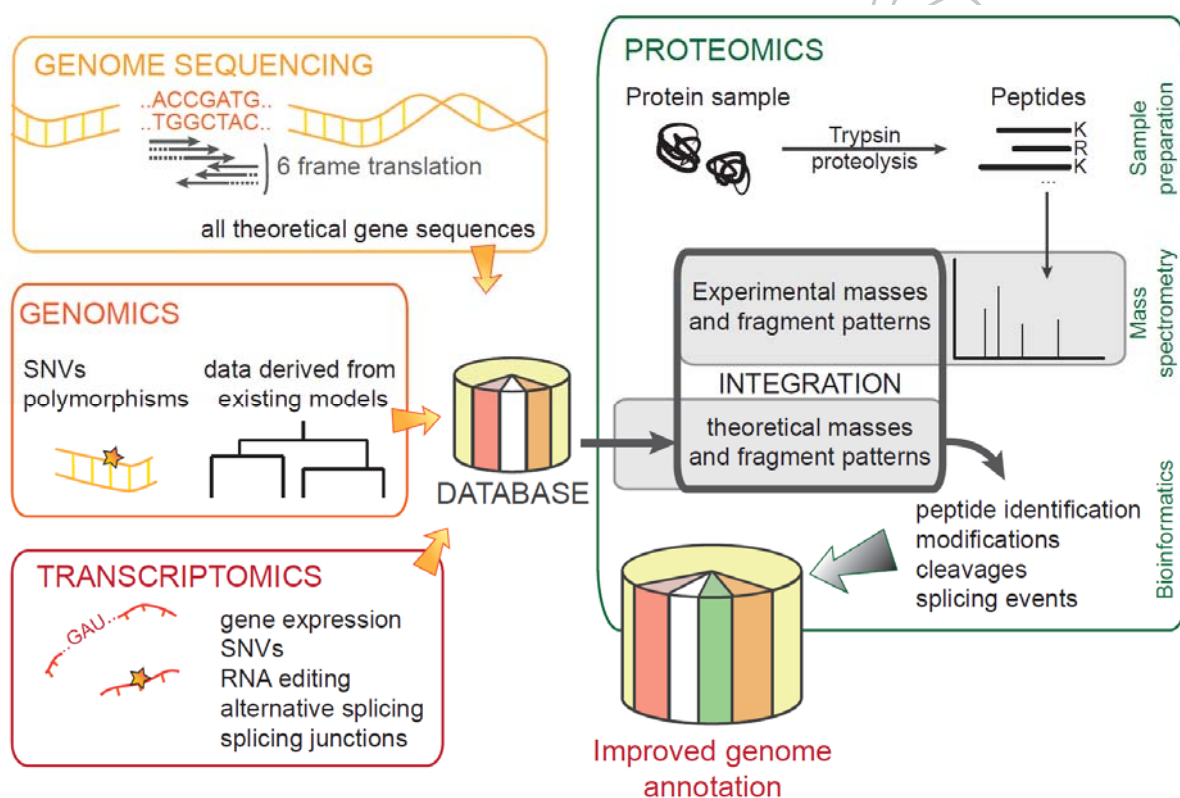 GENOME SEQUENCING
..ACCGATG..
..TGGCTAC..
6 frame translation
all theoretical gene sequences
GENOMICS
SNVs
polymorphisms
data derived from
existing models
DATABASE
TRANSCRIPTOMICS
...GAU...
gene expression
SNVs
RNA editing
alternative splicing
splicing junctions
PROTEOMICS
Protein sample
Trypsin
proteolysis
Peptides
K
R
K
...
Sample
preparation
Experimental masses
and fragment patterns
Mass
spectrometry
INTEGRATION
theoretical masses
and fragment patterns
peptide identification
modifications
cleavages
splicing events
Bioinformatics
Improved genome
annotation